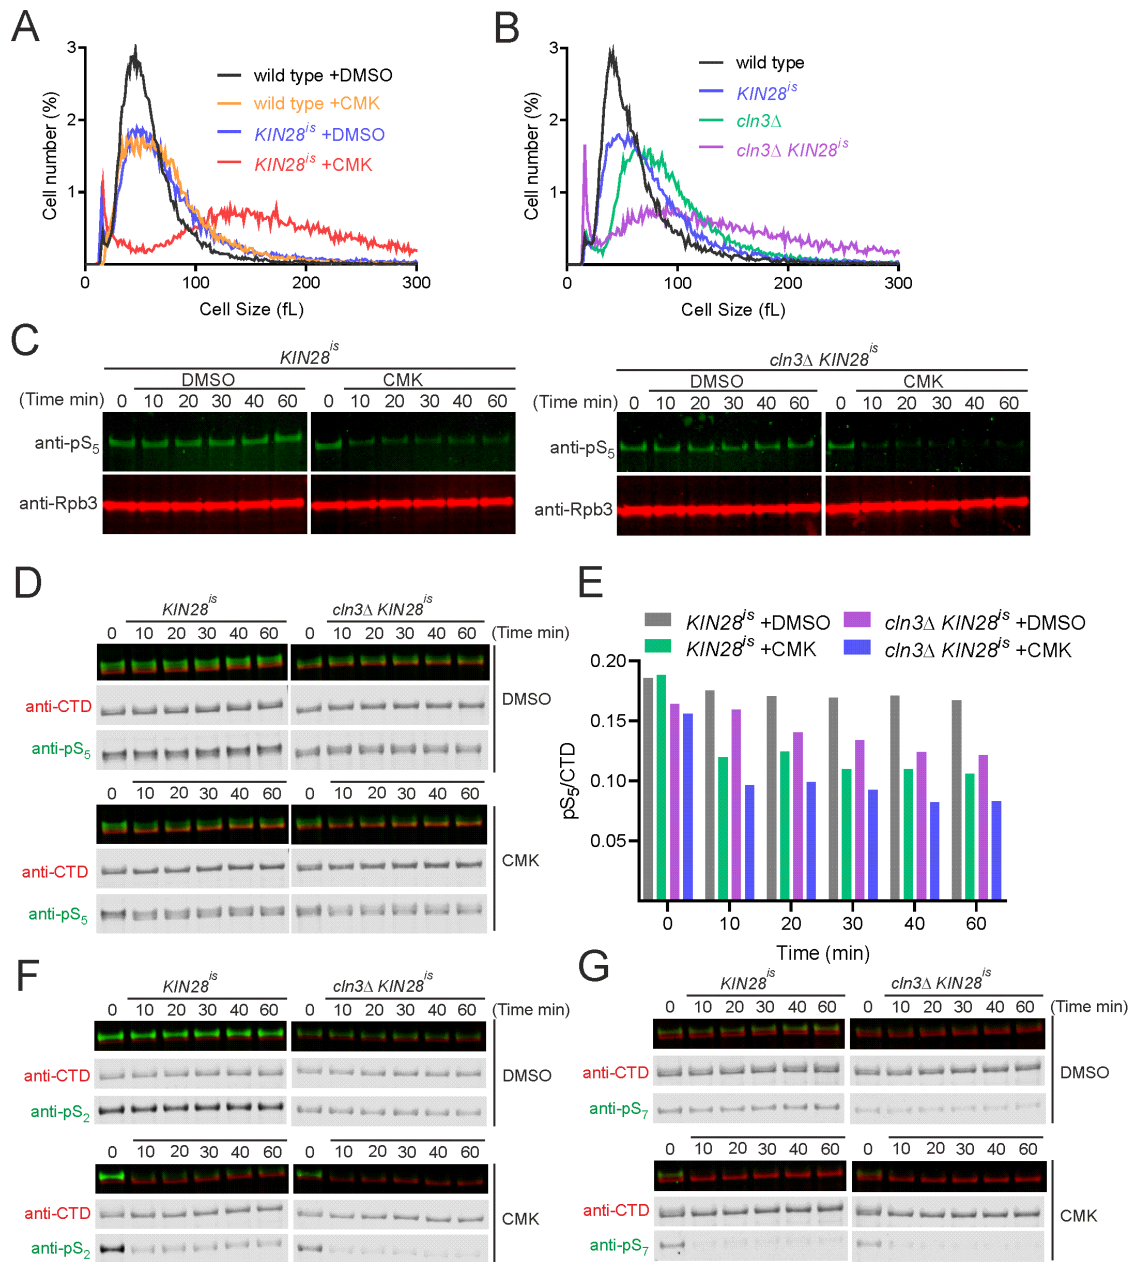 A
3
2
1
Cell number (%)
wild type +DMSO
wild type +CMK
KIN28is +DMSO
KIN28is +CMK
0 100 200 300
Cell Size (fL)
B
3
2
1
Cell number (%)
wild type
KIN28is
cln3Δ
cln3Δ KIN28is
0 100 200 300
Cell Size (fL)
C
KIN28is
DMSO CMK
(Time min) 0 10 20 30 40 60 0 10 20 30 40 60
anti-pS5
anti-Rpb3
cln3Δ KIN28is
DMSO CMK
(Time min) 0 10 20 30 40 60 0 10 20 30 40 60
anti-pS5
anti-Rpb3
D
KIN28is cln3Δ KIN28is
0 10 20 30 40 60 0 10 20 30 40 60 (Time min)
anti-CTD
anti-pS5
DMSO
0 10 20 30 40 60 0 10 20 30 40 60
anti-CTD
anti-pS5
CMK
E
KIN28is +DMSO cln3Δ KIN28is +DMSO
KIN28is +CMK cln3Δ KIN28is +CMK
0.20
0.15
0.10
0.05
pS5/CTD
0 10 20 30 40 60
Time (min)
F
KIN28is cln3Δ KIN28is
0 10 20 30 40 60 0 10 20 30 40 60 (Time min)
anti-CTD
anti-pS2
DMSO
0 10 20 30 40 60 0 10 20 30 40 60
anti-CTD
anti-pS2
CMK
G
KIN28is cln3Δ KIN28is
0 10 20 30 40 60 0 10 20 30 40 60 (Time min)
anti-CTD
anti-pS7
DMSO
0 10 20 30 40 60 0 10 20 30 40 60
anti-CTD
anti-pS7
CMK